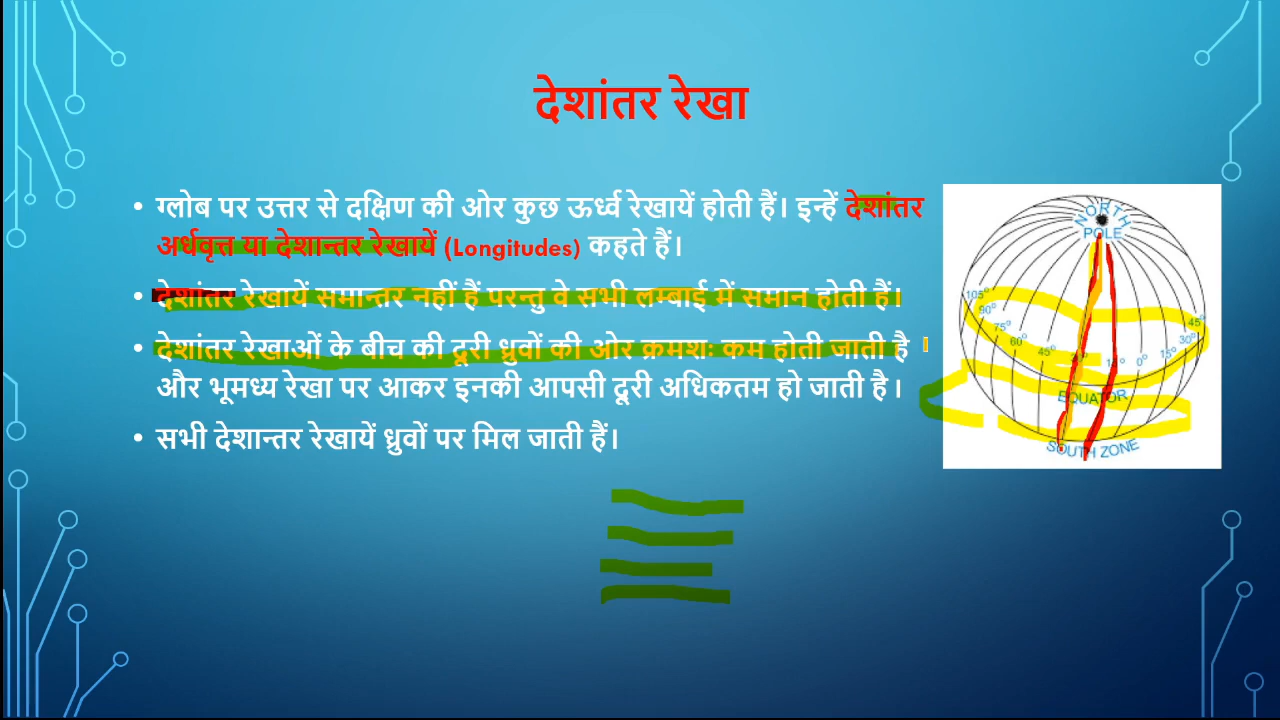 देशांतर रेखा
• ग्लोब पर उत्तर से दक्षिण की ओर कुछ ऊर्ध्व रेखायें होती हैं। इन्हें देशांतर
अर्धवृत्त या देशान्तर रेखायें (Longitudes) कहते हैं।
• देशांतर रेखायें समान्तर नहीं हैं परन्तु वे सभी लम्बाई में समान होती हैं।
• देशांतर रेखाओं के बीच की दूरी ध्रुवों की ओर क्रमशः कम होती जाती है
और भूमध्य रेखा पर आकर इनकी आपसी दूरी अधिकतम हो जाती है।
• सभी देशान्तर रेखायें ध्रुवों पर मिल जाती हैं।
NORTH
POLE
105° 90° 75° 60° 45° 0° 15° 30° 45°
EQUATOR
SOUTH ZONE